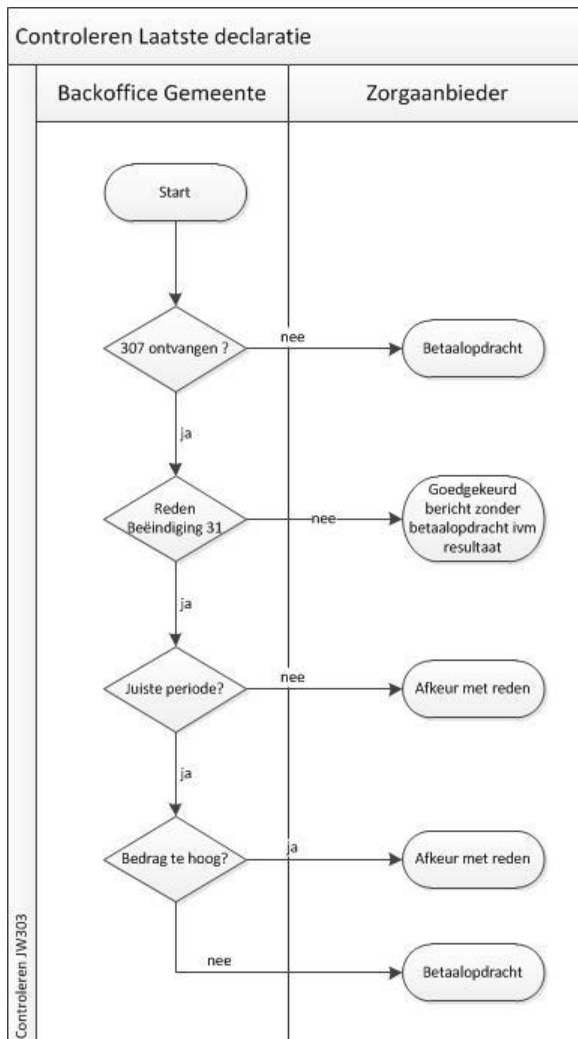 Controleren Laatste declaratie
Backoffice Gemeente
Zorgaanbieder
Start
307 ontvangen ?
nee
Betaalopdracht
ja
Reden
Beëindiging 31
nee
Goedgekeurd
bericht zonder
betaalopdracht ivm
resultaat
ja
Juiste periode?
nee
Afkeur met reden
ja
Bedrag te hoog?
ja
Afkeur met reden
nee
Betaalopdracht
Controleren JW303